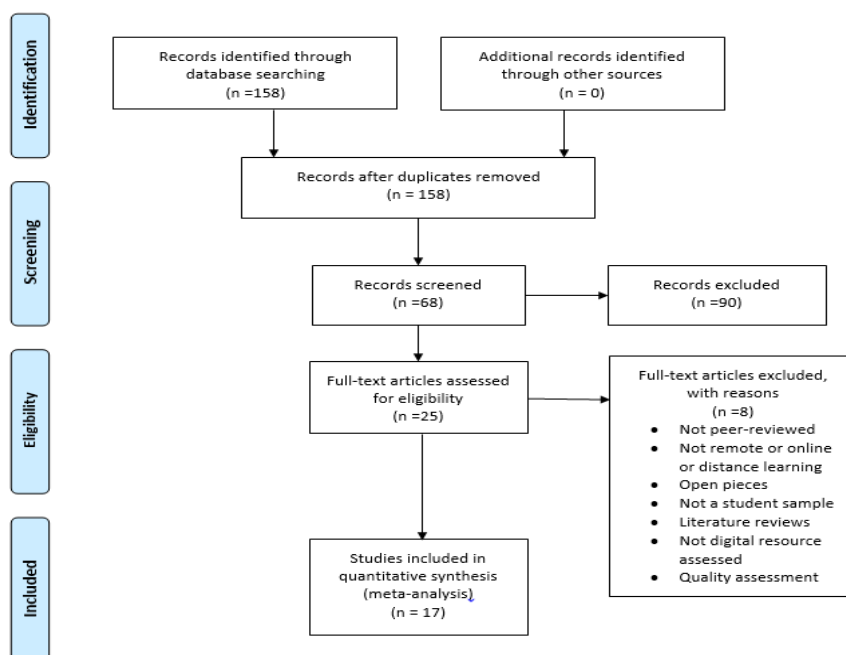 Identification
Records identified through
database searching
(n =158)
Additional records identified
through other sources
(n = 0)
Records after duplicates removed
(n = 158)
Screening
Records screened
(n =68)
Records excluded
(n =90)
Eligibility
Full-text articles assessed
for eligibility
(n =25)
Full-text articles excluded,
with reasons
(n =8)
• Not peer-reviewed
• Not remote or online
or distance learning
• Open pieces
• Not a student sample
• Literature reviews
• Not digital resource
assessed
• Quality assessment
Included
Studies included in
quantitative synthesis
(meta-analysis)
(n = 17)